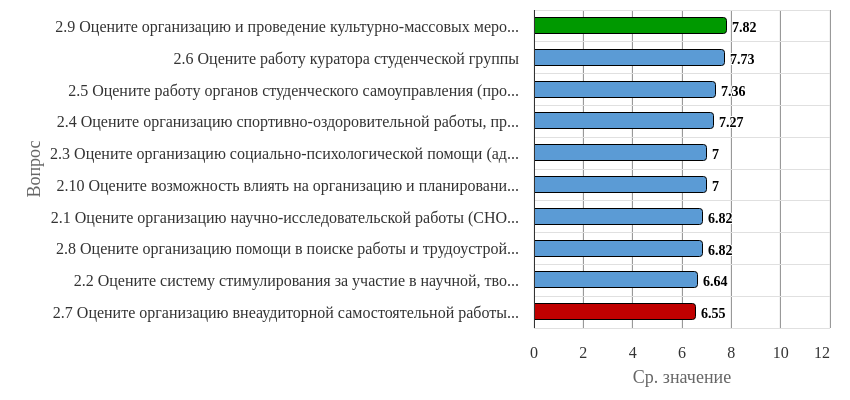 2.9 Оцените организацию и проведение культурно-массовых меро... 7.82
2.6 Оцените работу куратора студенческой группы 7.73
2.5 Оцените работу органов студенческого самоуправления (про... 7.36
2.4 Оцените организацию спортивно-оздоровительной работы, пр... 7.27
2.3 Оцените организацию социально-психологической помощи (ад... 7
2.10 Оцените возможность влиять на организацию и планировани... 7
2.1 Оцените организацию научно-исследовательской работы (СНО... 6.82
2.8 Оцените организацию помощи в поиске работы и трудоустрой... 6.82
2.2 Оцените систему стимулирования за участие в научной, тво... 6.64
2.7 Оцените организацию внеаудиторной самостоятельной работы... 6.55
Вопрос
0 2 4 6 8 10 12
Ср. значение